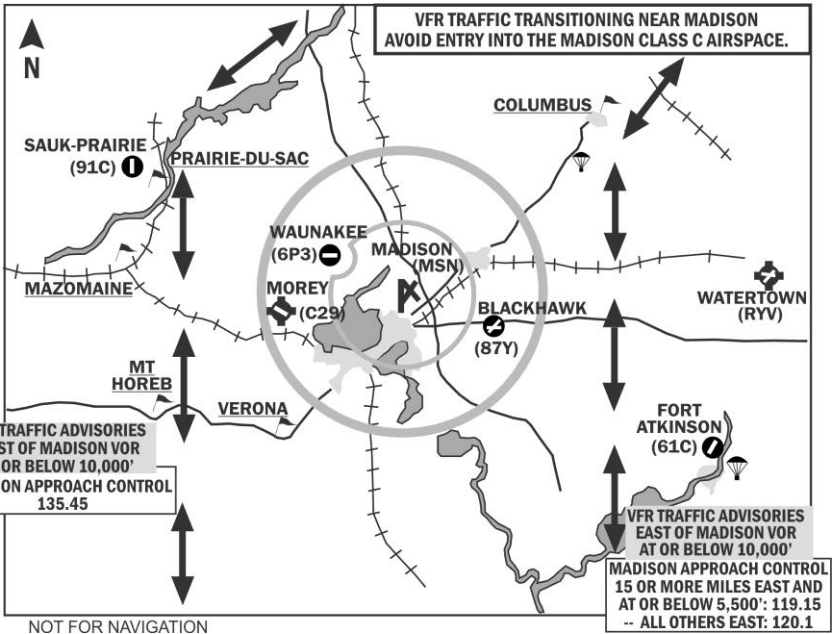 VFR TRAFFIC TRANSITIONING NEAR MADISON
AVOID ENTRY INTO THE MADISON CLASS C AIRSPACE.
N
COLUMBUS
SAUK-PRAIRIE
(91C)
PRAIRIE-DU-SAC
WAUNAKEE
(6P3)
MADISON
(MSN)
MAZOMAINE
MOREY
(C29)
BLACKHAWK
(87Y)
WATERTOWN
(RYV)
MT
HOREB
VERONA
FORT
ATKINSON
(61C)
TRAFFIC ADVISORIES
ST OF MADISON VOR
OR BELOW 10,000'
ON APPROACH CONTROL
135.45
VFR TRAFFIC ADVISORIES
EAST OF MADISON VOR
AT OR BELOW 10,000'
MADISON APPROACH CONTROL
15 OR MORE MILES EAST AND
AT OR BELOW 5,500': 119.15
-- ALL OTHERS EAST: 120.1
NOT FOR NAVIGATION